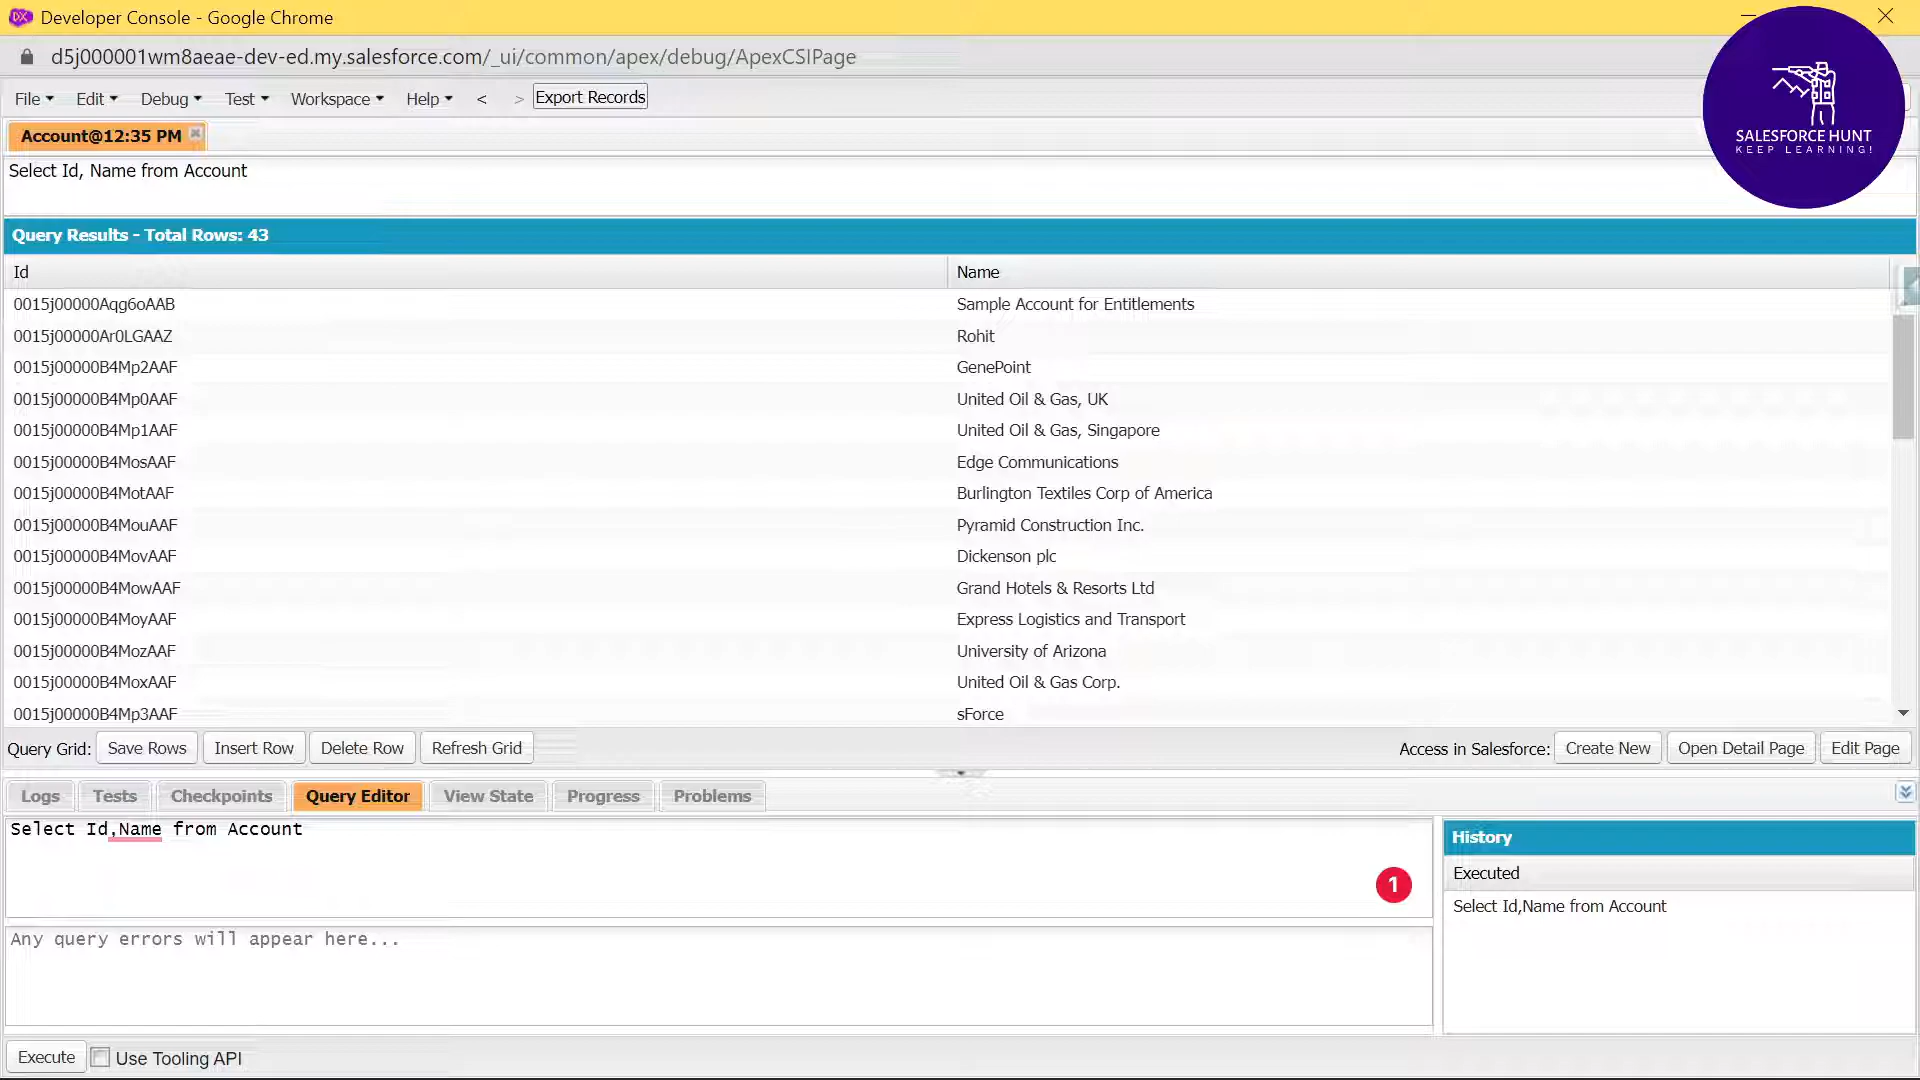 Developer Console - Google Chrome
d5j000001wm8aeae-dev-ed.my.salesforce.com/_ui/common/apex/debug/ApexCSIPage
File Edit Debug Test Workspace Help < > Export Records
SALESFORCE HUNT
KEEP LEARNING!
Account@12:35 PM
Select Id, Name from Account
Query Results - Total Rows: 43
Id Name
0015j00000Aqg6oAAB Sample Account for Entitlements
0015j00000Ar0LGAAZ Rohit
0015j00000B4Mp2AAF GenePoint
0015j00000B4Mp0AAF United Oil & Gas, UK
0015j00000B4Mp1AAF United Oil & Gas, Singapore
0015j00000B4MosAAF Edge Communications
0015j00000B4MotAAF Burlington Textiles Corp of America
0015j00000B4MouAAF Pyramid Construction Inc.
0015j00000B4MovAAF Dickenson plc
0015j00000B4MowAAF Grand Hotels & Resorts Ltd
0015j00000B4MoyAAF Express Logistics and Transport
0015j00000B4MozAAF University of Arizona
0015j00000B4MoxAAF United Oil & Gas Corp.
0015j00000B4Mp3AAF sForce
Query Grid: Save Rows Insert Row Delete Row Refresh Grid Access in Salesforce: Create New Open Detail Page Edit Page
Logs Tests Checkpoints Query Editor View State Progress Problems
Select Id,Name from Account
1
Any query errors will appear here...
History
Executed
Select Id,Name from Account
Execute Use Tooling API